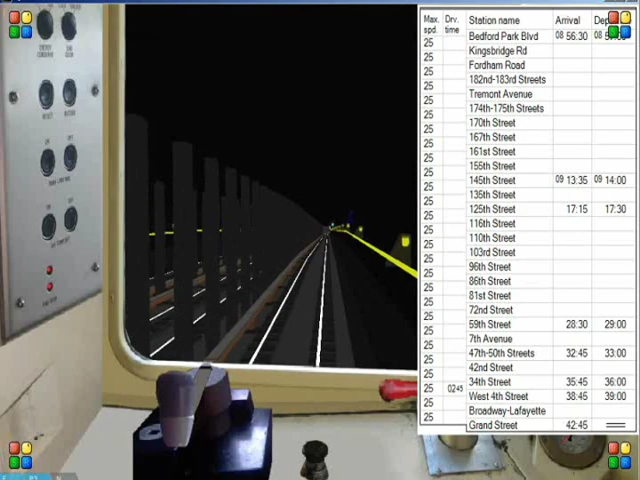 Max. spd. Drv. time Station name Arrival
25 Bedford Park Blvd 08 56:30
25 Kingsbridge Rd
25 Fordham Road
25 182nd-183rd Streets
25 Tremont Avenue
25 174th-175th Streets
25 170th Street
25 167th Street
25 161st Street
25 155th Street
25 145th Street 09 13:35 09 14:00
25 135th Street
25 125th Street 17:15 17:30
25 116th Street
25 110th Street
25 103rd Street
25 96th Street
25 86th Street
25 81st Street
25 72nd Street
25 59th Street 28:30 29:00
25 7th Avenue
25 47th-50th Streets 32:45 33:00
25 42nd Street
25 0245 34th Street 35:45 36:00
25 West 4th Street 38:45 39:00
25 Broadway-Lafayette
Grand Street 42:45